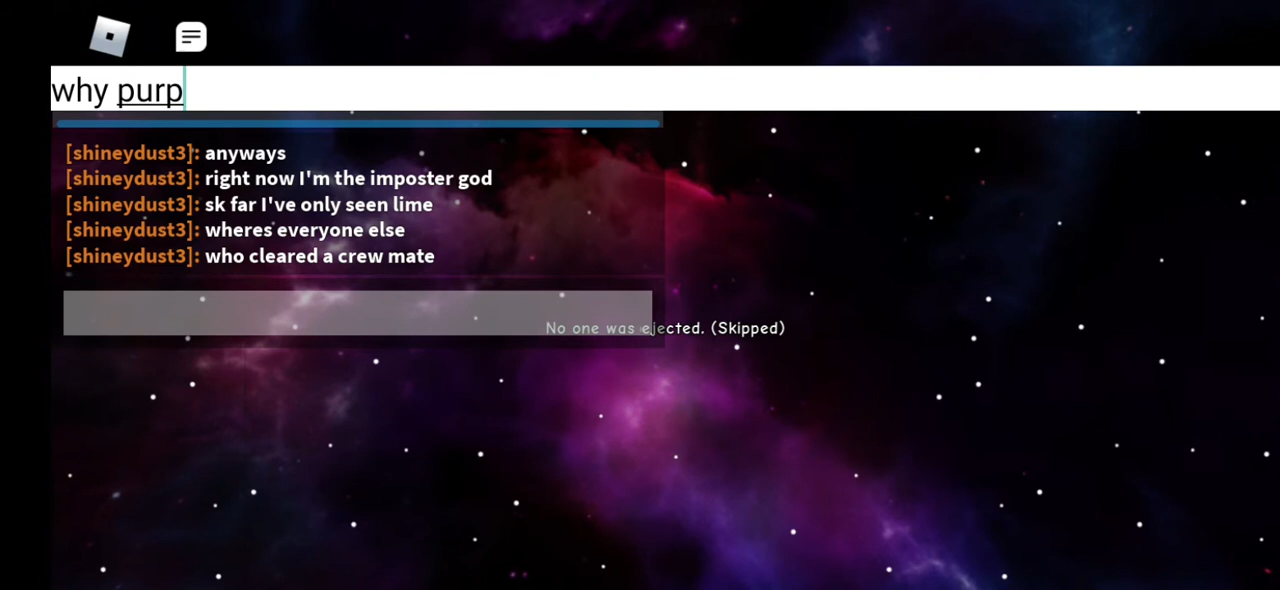 why purp
[shineydust3]: anyways
[shineydust3]: right now I'm the imposter god
[shineydust3]: sk far I've only seen lime
[shineydust3]: wheres everyone else
[shineydust3]: who cleared a crew mate
No one was ejected. (Skipped)